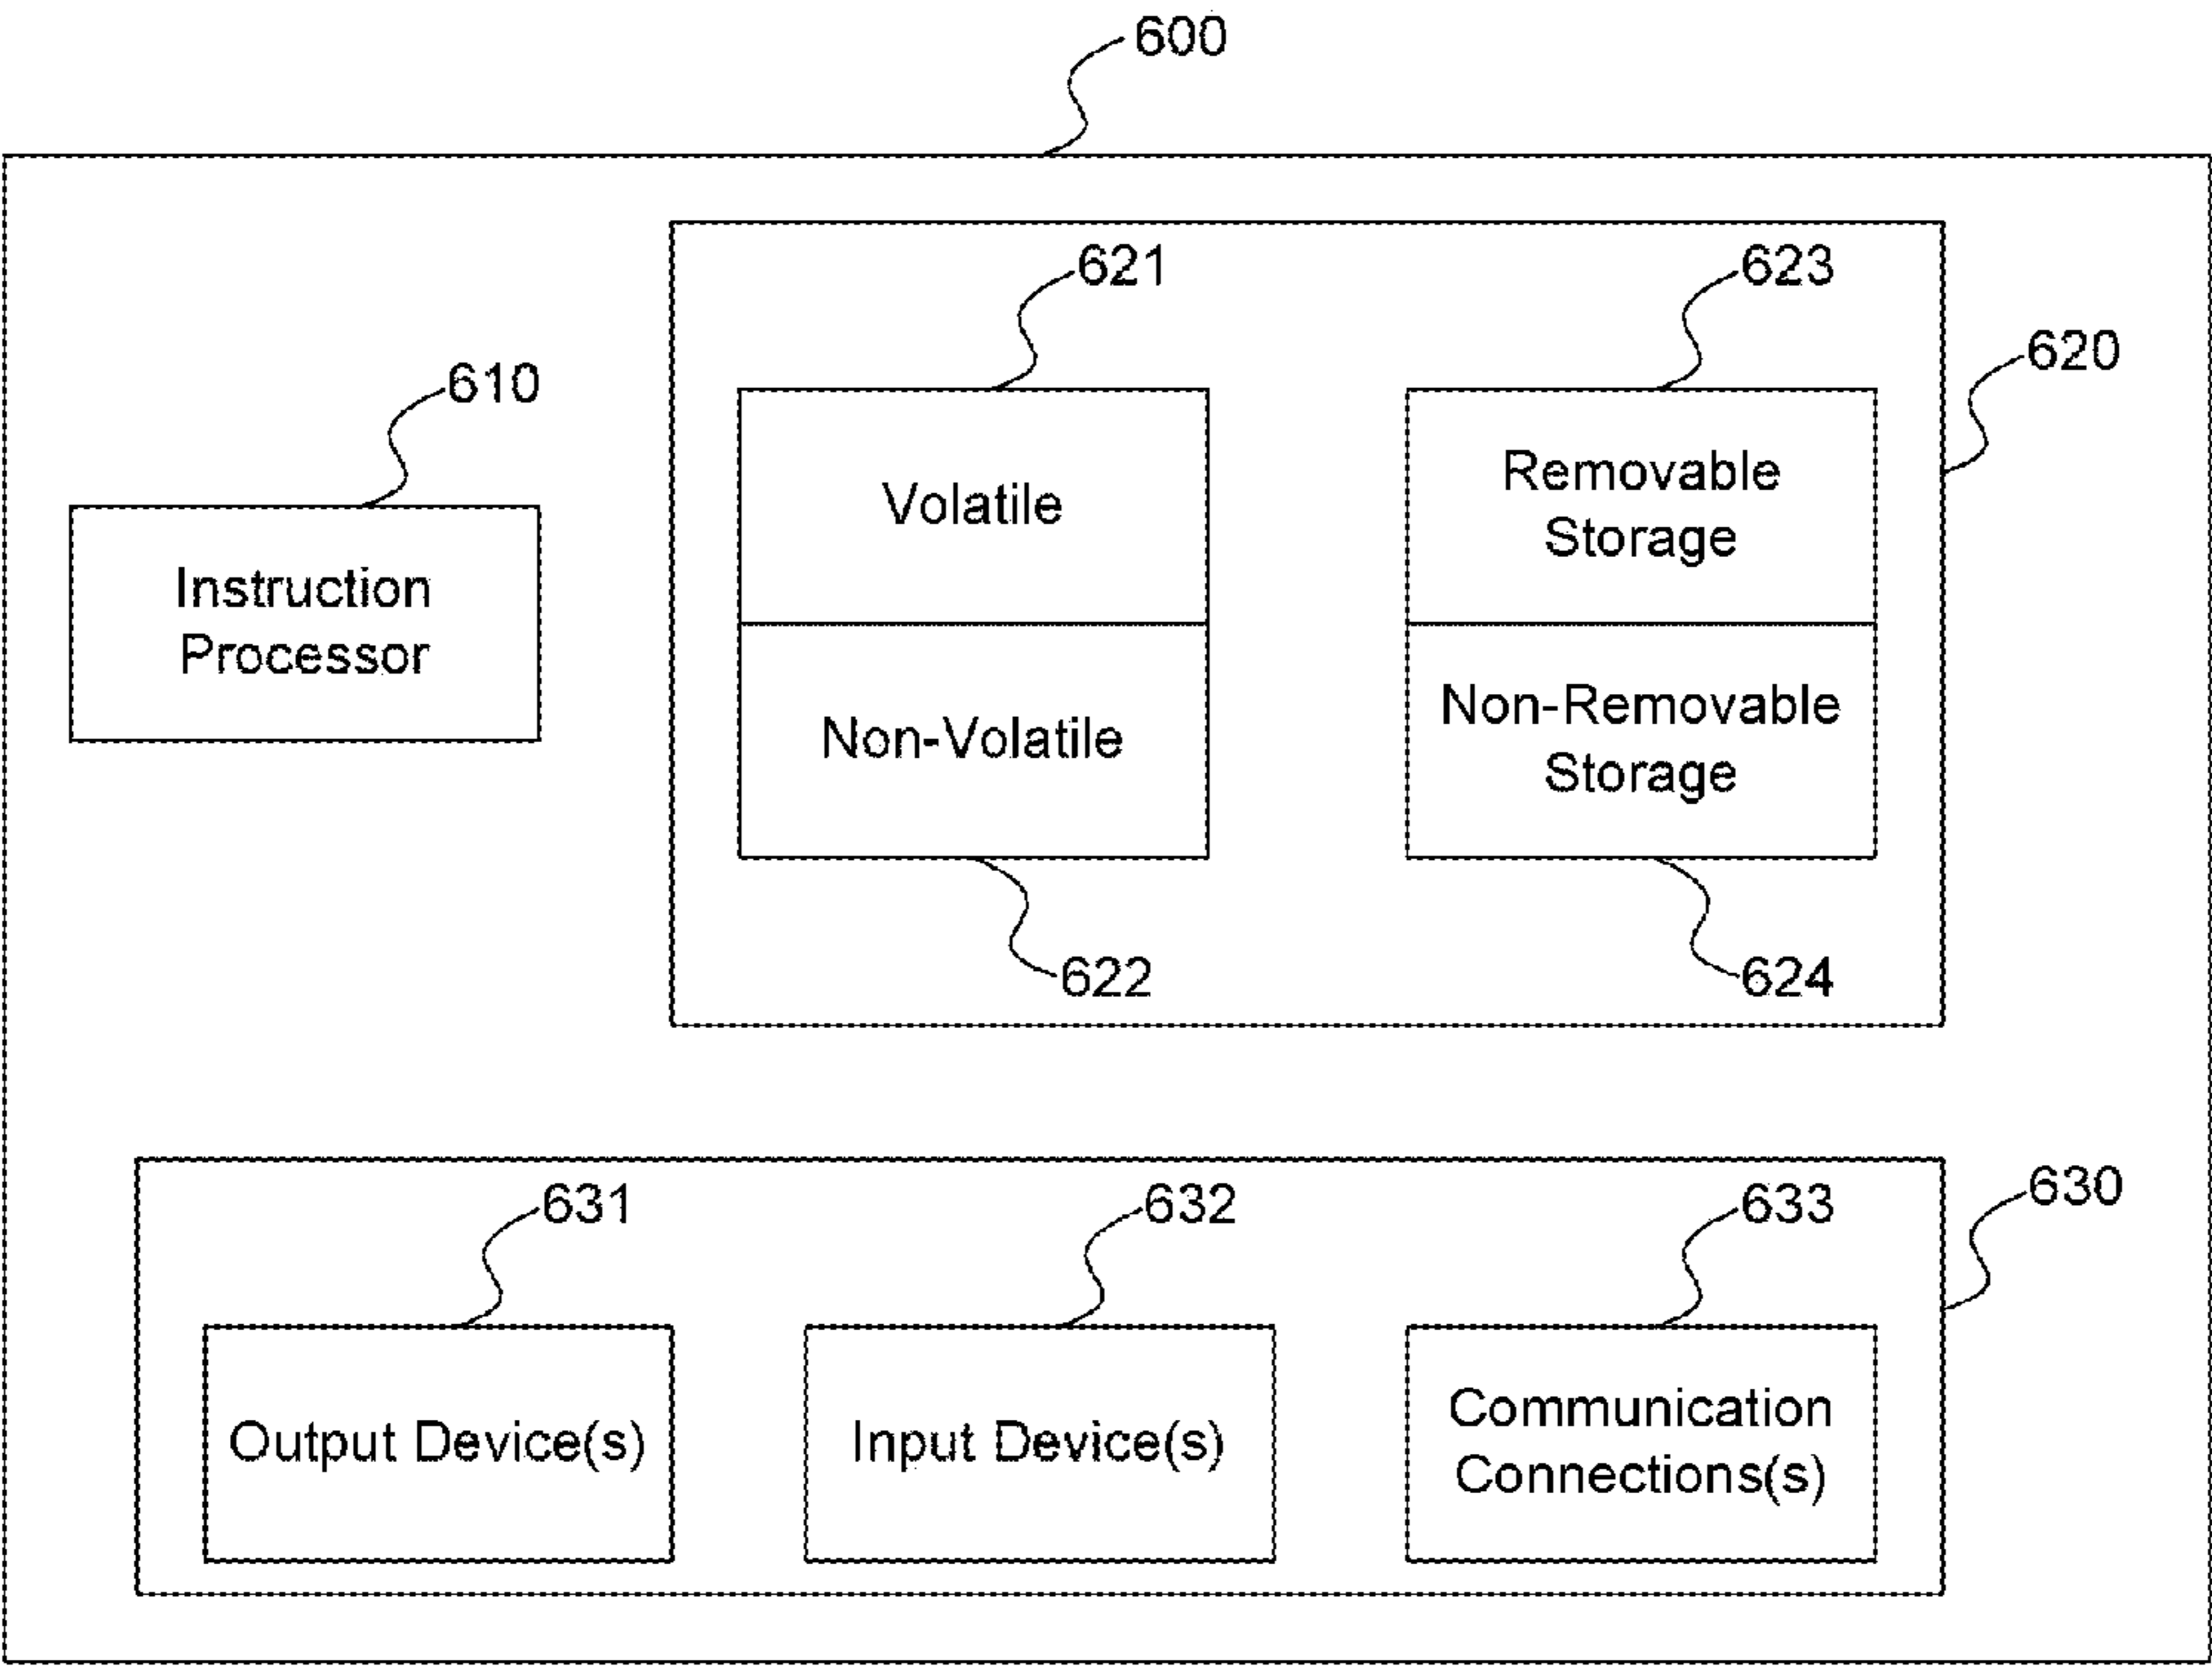 600
621
623
620
610
Volatile
Removable
Storage
Instruction
Processor
Non-Volatile
Non-Removable
Storage
622
624
631
632
633
630
Output Device(s)
Input Device(s)
Communication
Connections(s)